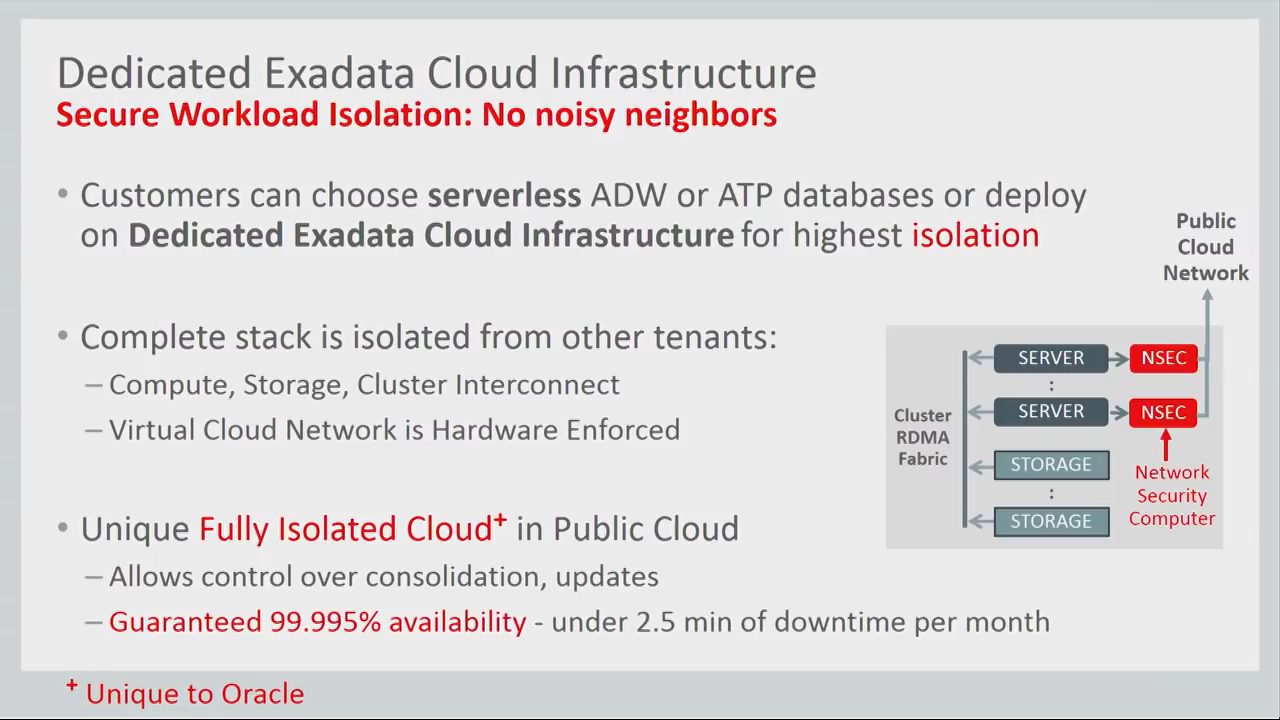 Dedicated Exadata Cloud Infrastructure
Secure Workload Isolation: No noisy neighbors
• Customers can choose serverless ADW or ATP databases or deploy
on Dedicated Exadata Cloud Infrastructure for highest isolation
• Complete stack is isolated from other tenants:
– Compute, Storage, Cluster Interconnect
– Virtual Cloud Network is Hardware Enforced
• Unique Fully Isolated Cloud+ in Public Cloud
– Allows control over consolidation, updates
– Guaranteed 99.995% availability - under 2.5 min of downtime per month
Public
Cloud
Network
Cluster
RDMA
Fabric
SERVER
NSEC
:
SERVER
NSEC
STORAGE
:
STORAGE
Network
Security
Computer
+ Unique to Oracle